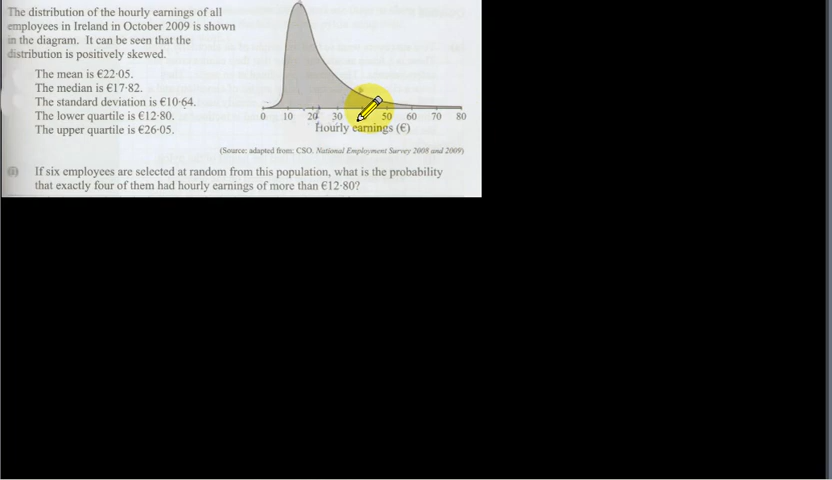 The distribution of the hourly earnings of all
employees in Ireland in October 2009 is shown
in the diagram. It can be seen that the
distribution is positively skewed.
The mean is €22·05.
The median is €17·82.
The standard deviation is €10·64.
The lower quartile is €12·80.
The upper quartile is €26·05.
0 10 20 30 50 60 70 80
Hourly earnings (€)
(Source: adapted from: CSO. National Employment Survey 2008 and 2009)
(i) If six employees are selected at random from this population, what is the probability
that exactly four of them had hourly earnings of more than €12·80?